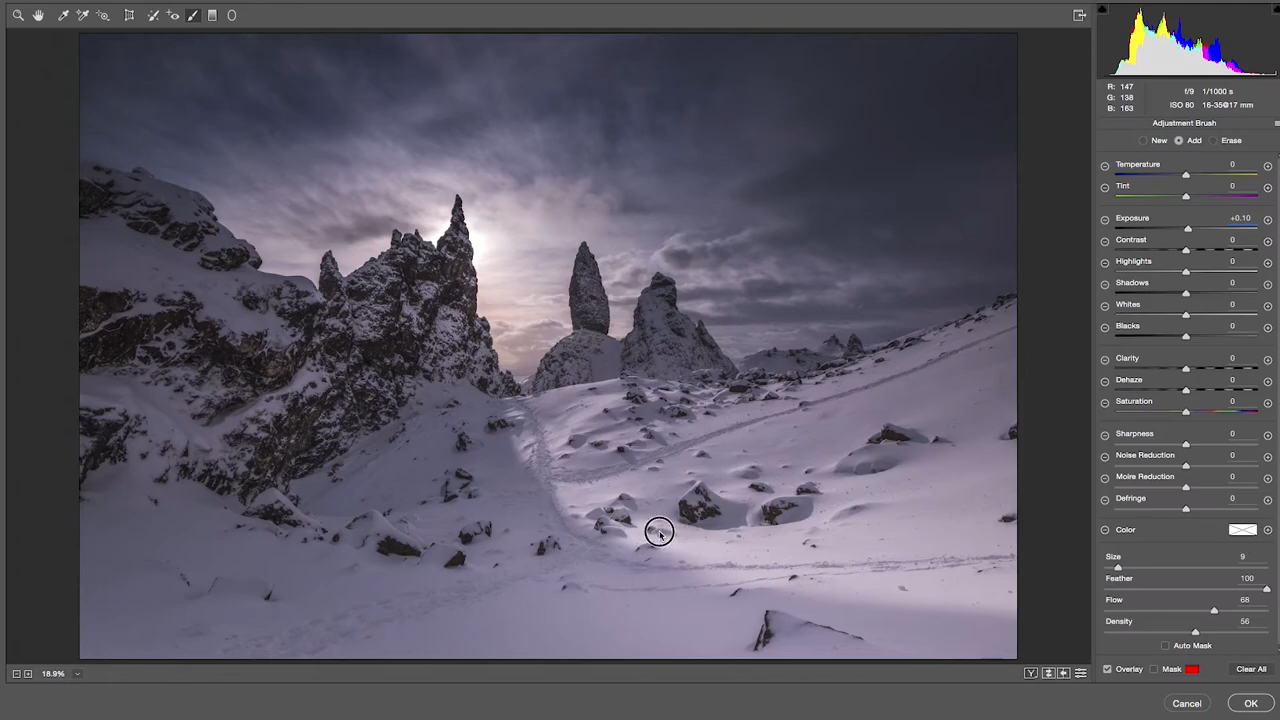 R: 147
G: 138
B: 163
f/9 1/1000 s
ISO 80 16-35@17 mm
Adjustment Brush
New Add Erase
Temperature 0
Tint 0
Exposure +0.10
Contrast 0
Highlights 0
Shadows 0
Whites 0
Blacks 0
Clarity 0
Dehaze 0
Saturation 0
Sharpness 0
Noise Reduction 0
Moire Reduction 0
Defringe 0
Color
Size 9
Feather 100
Flow 68
Density 56
Auto Mask
Overlay Mask Clear All
18.9% Y
Cancel OK